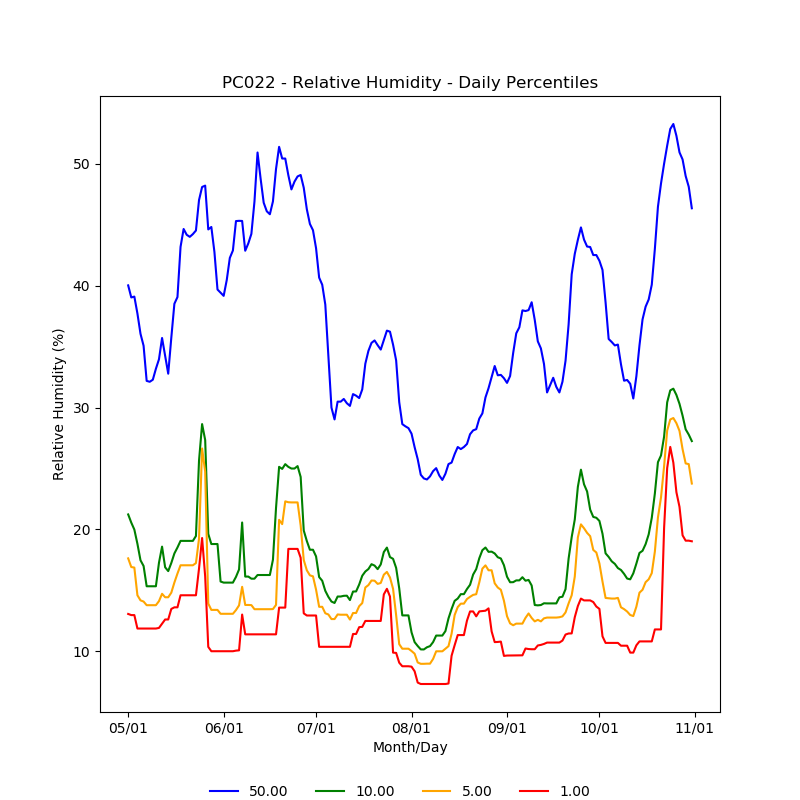 PC022 - Relative Humidity - Daily Percentiles
50
40
30
20
10
Relative Humidity (%)
05/01 06/01 07/01 08/01 09/01 10/01 11/01
Month/Day
50.00 10.00 5.00 1.00